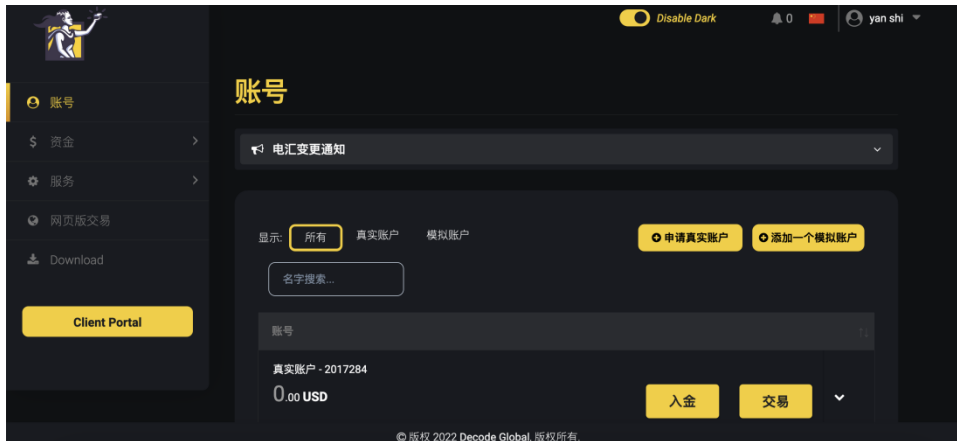 Disable Dark
0
yan shi
账号
$ 资金
服务
网页版交易
Download
Client Portal
账号
电汇变更通知
显示: 所有 真实账户 模拟账户
申请真实账户 添加一个模拟账户
名字搜索...
账号
真实账户 - 2017284
0.00 USD
入金 交易
© 版权 2022 Decode Global. 版权所有.